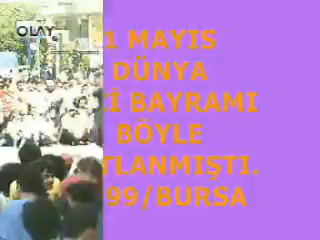 OLAY
1 MAYIS
DÜNYA
Cİ BAYRAMI
BÖYLE
TLANMIŞTI.
99/BURSA